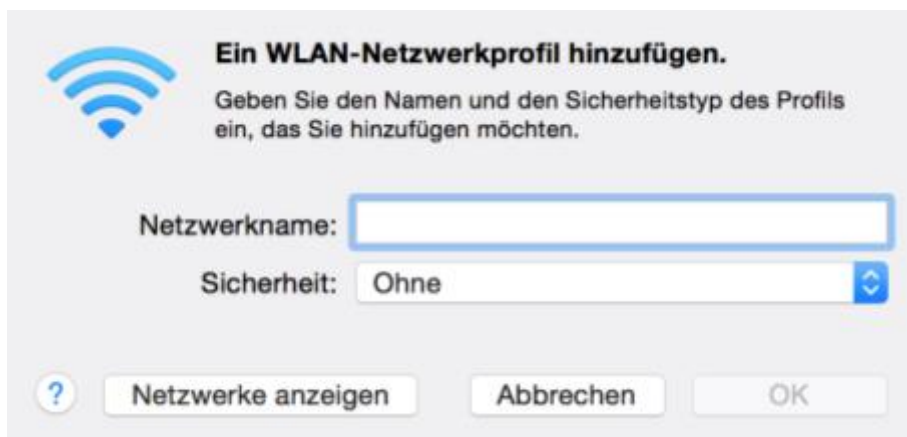 Ein WLAN-Netzwerkprofil hinzufügen.
Geben Sie den Namen und den Sicherheitstyp des Profils
ein, das Sie hinzufügen möchten.
Netzwerkname:
Sicherheit: Ohne
? Netzwerke anzeigen Abbrechen OK